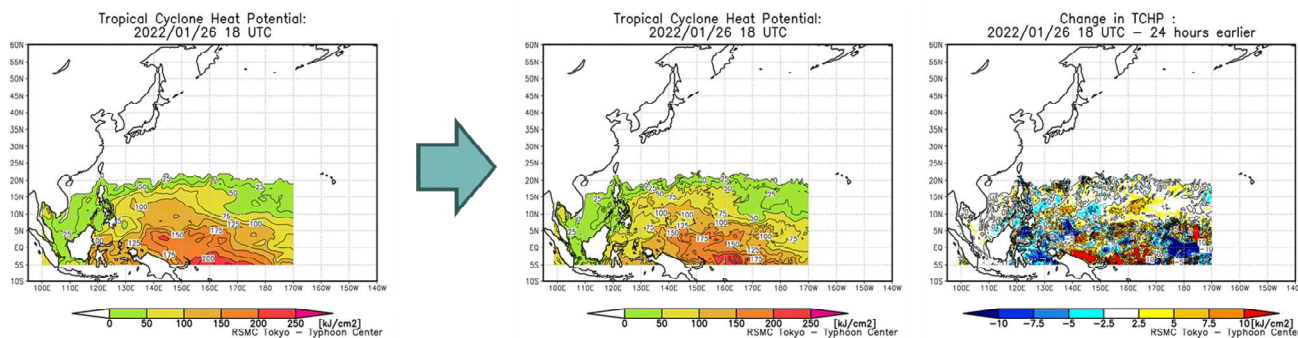 Tropical Cyclone Heat Potential:
2022/01/26 18 UTC
60N
55N
50N
45N
40N
35N
30N
25N
20N
15N
10N
5N
EQ
5S
10S
100E 110E 120E 130E 140E 150E 160E 170E 180 170W 160W 150W 140W
0 50 100 150 200 250 [kJ/cm2]
RSMC Tokyo – Typhoon Center
Tropical Cyclone Heat Potential:
2022/01/26 18 UTC
60N
55N
50N
45N
40N
35N
30N
25N
20N
15N
10N
5N
EQ
5S
10S
100E 110E 120E 130E 140E 150E 160E 170E 180 170W 160W 150W 140W
0 50 100 150 200 250 [kJ/cm2]
RSMC Tokyo – Typhoon Center
Change in TCHP :
2022/01/26 18 UTC – 24 hours earlier
60N
55N
50N
45N
40N
35N
30N
25N
20N
15N
10N
5N
EQ
5S
10S
100E 110E 120E 130E 140E 150E 160E 170E 180 170W 160W 150W 140W
-10 -7.5 -5 -2.5 2.5 5 7.5 10 [kJ/cm2]
RSMC Tokyo – Typhoon Center